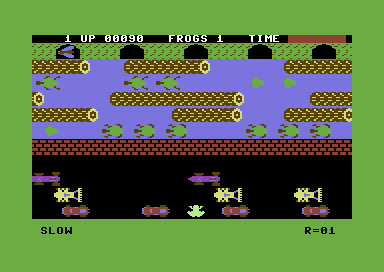 1 UP 00090 FROGS 1 TIME
SLOW R=01